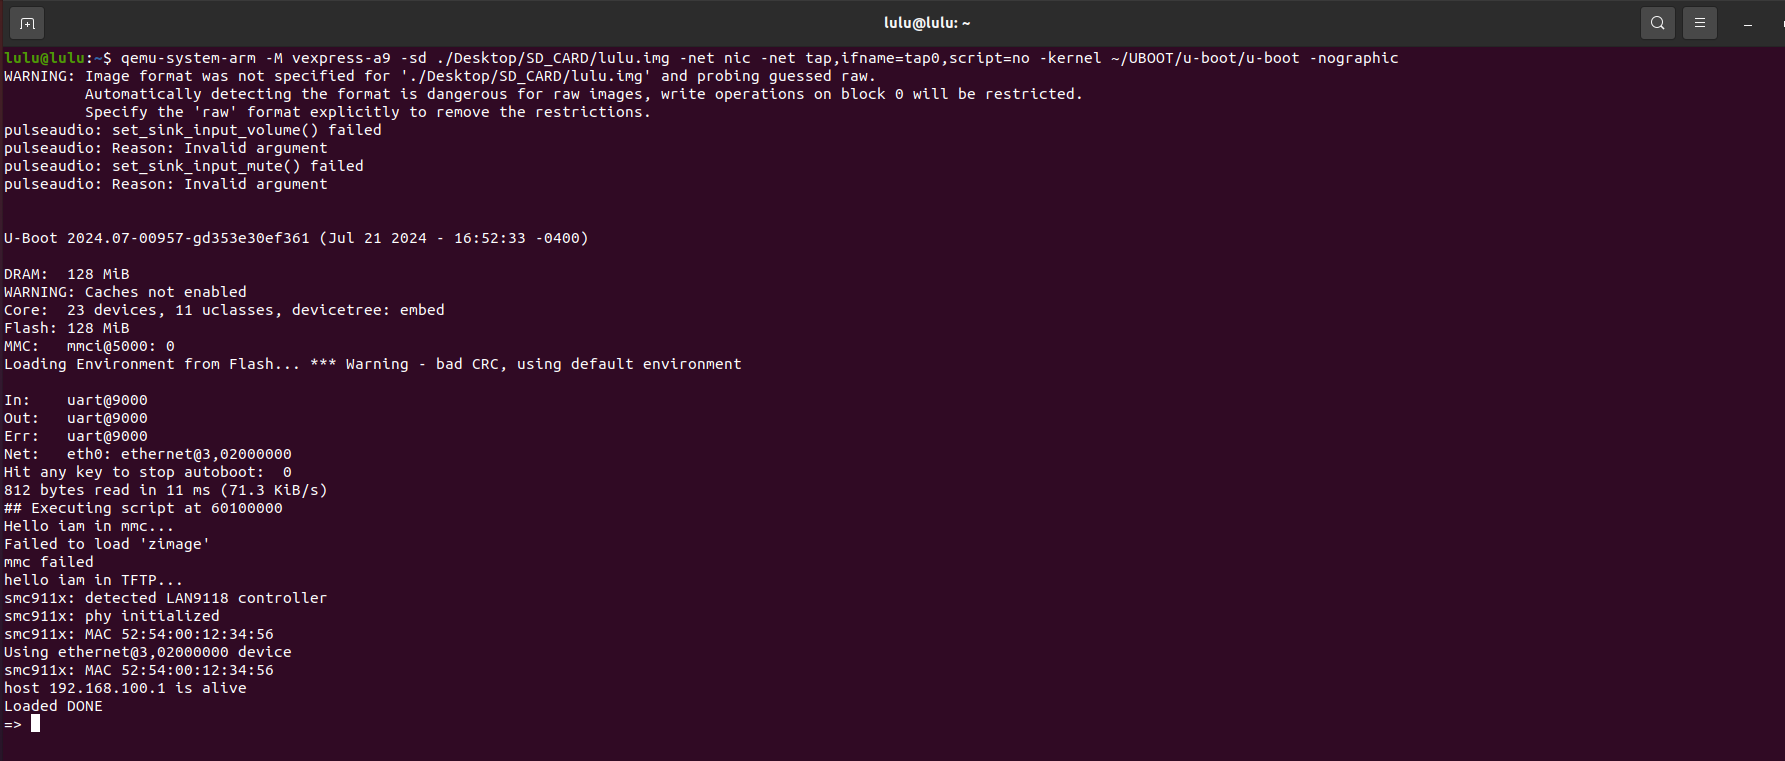 lulu@lulu: ~
lulu@lulu:~$ qemu-system-arm -M vexpress-a9 -sd ./Desktop/SD_CARD/lulu.img -net nic -net tap,ifname=tap0,script=no -kernel ~/UBOOT/u-boot/u-boot -nographic
WARNING: Image format was not specified for './Desktop/SD_CARD/lulu.img' and probing guessed raw.
         Automatically detecting the format is dangerous for raw images, write operations on block 0 will be restricted.
         Specify the 'raw' format explicitly to remove the restrictions.
pulseaudio: set_sink_input_volume() failed
pulseaudio: Reason: Invalid argument
pulseaudio: set_sink_input_mute() failed
pulseaudio: Reason: Invalid argument
U-Boot 2024.07-00957-gd353e30ef361 (Jul 21 2024 - 16:52:33 -0400)
DRAM:  128 MiB
WARNING: Caches not enabled
Core:  23 devices, 11 uclasses, devicetree: embed
Flash: 128 MiB
MMC:   mmci@5000: 0
Loading Environment from Flash... *** Warning - bad CRC, using default environment
In:    uart@9000
Out:   uart@9000
Err:   uart@9000
Net:   eth0: ethernet@3,02000000
Hit any key to stop autoboot:  0
812 bytes read in 11 ms (71.3 KiB/s)
## Executing script at 60100000
Hello iam in mmc...
Failed to load 'zimage'
mmc failed
hello iam in TFTP...
smc911x: detected LAN9118 controller
smc911x: phy initialized
smc911x: MAC 52:54:00:12:34:56
Using ethernet@3,02000000 device
smc911x: MAC 52:54:00:12:34:56
host 192.168.100.1 is alive
Loaded DONE
=>